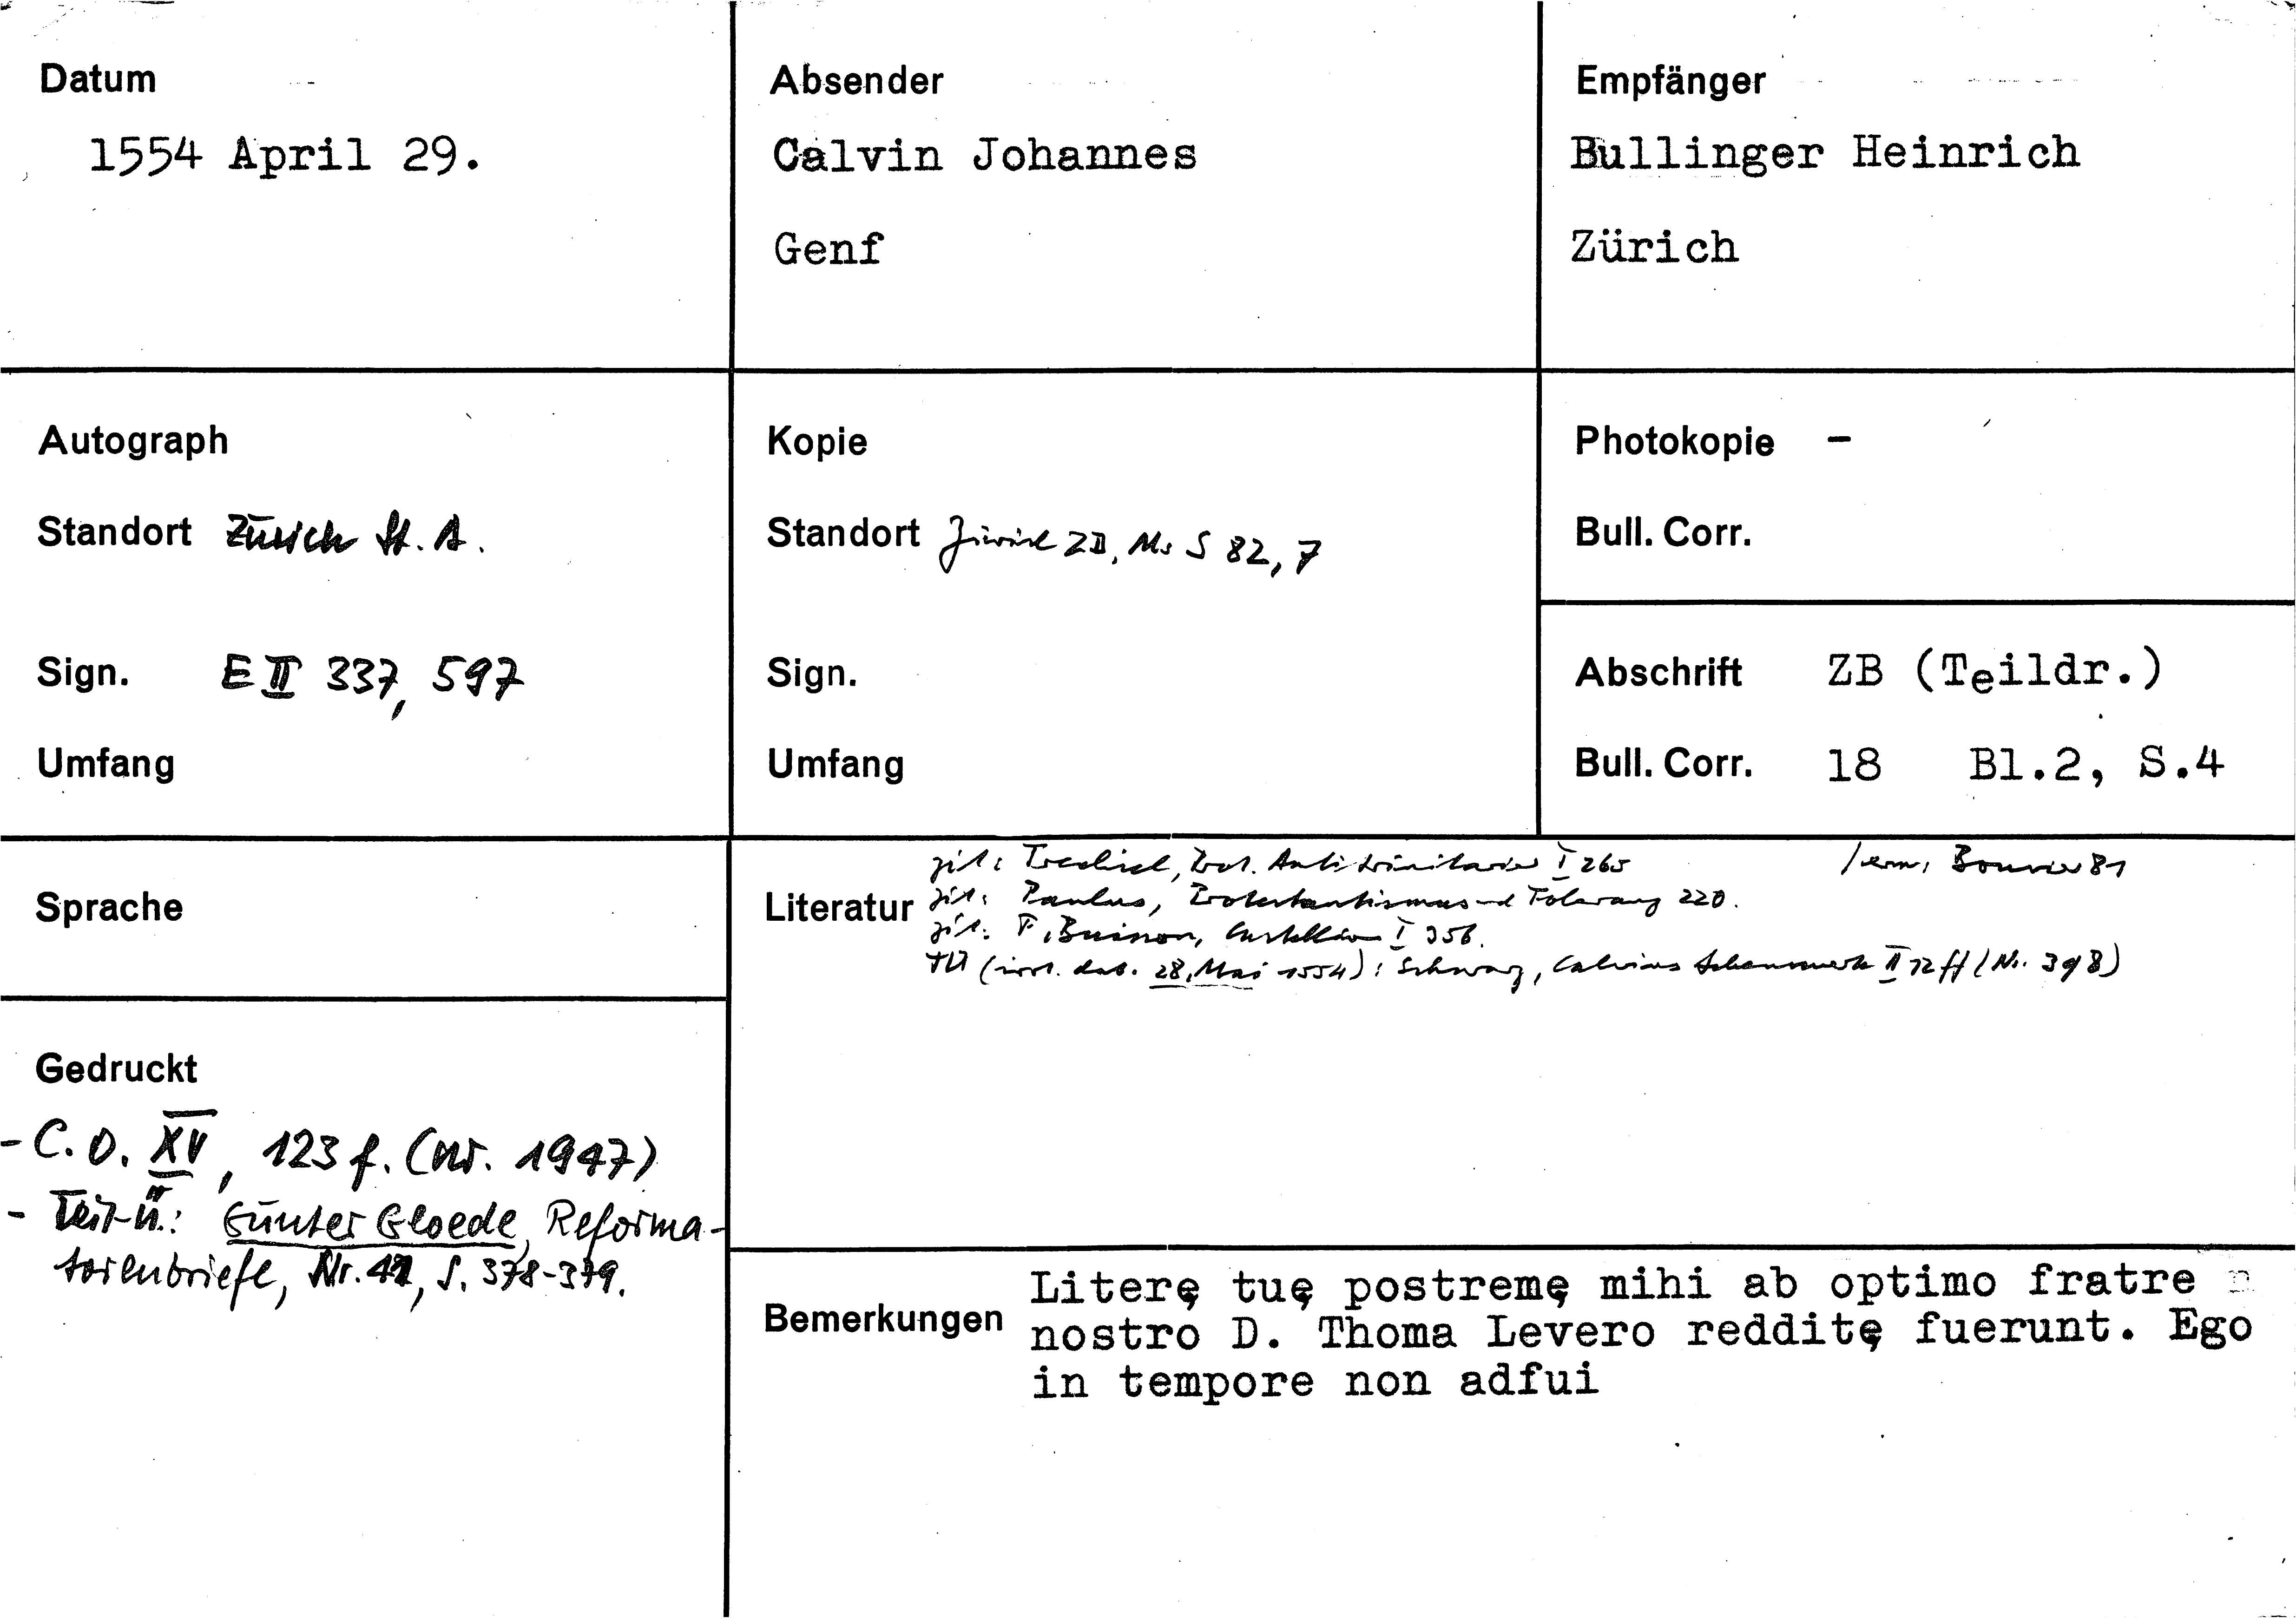 Datum
1554 April 29.
Absender
Calvin Johannes
Genf
Empfänger
Bullinger Heinrich
Zürich
Autograph
Standort Zürich St. A.
Sign. E II 337, 597
Umfang
Kopie
Standort Zürich ZB, Ms S 82, 7
Sign.
Umfang
Photokopie -
Bull. Corr.
Abschrift ZB (Teildr.)
Bull. Corr. 18 Bl.2, S.4
Sprache
Gedruckt
- C.O. XV, 123 f. (Nr. 1947)
- Teil-Ü.: Günter Gloede, Reforma-
torenbriefe, Nr. 41, S. 378-379.
Literatur
zit: Trechsel, Prot. Antitrinitarier I 265 / erw: Bouvier 81
zit: Paulus, Protestantismus und Toleranz 220.
zit: F. Buisson, Castellion I 356.
TÜ (irrt. dat. 28. Mai 1554): Schwarz, Calvins Lebenswerk II 12 ff (Nr. 398)
Bemerkungen
Literę tuę postremę mihi ab optimo fratre
nostro D. Thoma Levero redditę fuerunt. Ego
in tempore non adfui